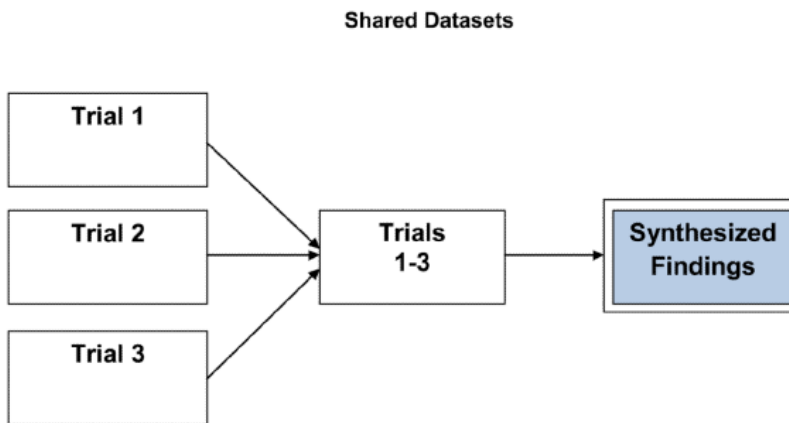 Shared Datasets
Trial 1
Trial 2
Trial 3
Trials
1-3
Synthesized
Findings